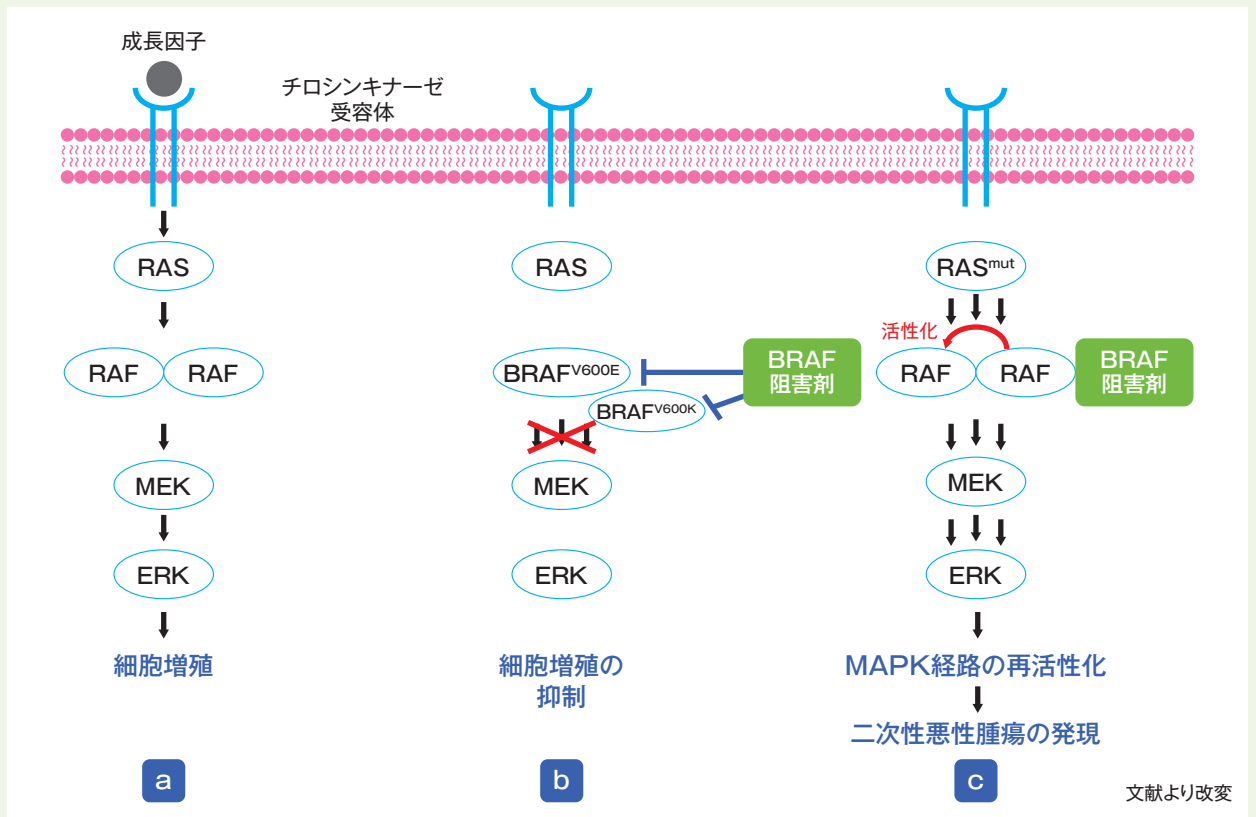 成長因子
チロシンキナーゼ
受容体
RAS
RAF
RAF
MEK
ERK
細胞増殖
a
RAS
BRAFV600E
BRAFV600K
BRAF
阻害剤
MEK
ERK
細胞増殖の
抑制
b
RASmut
活性化
RAF
RAF
BRAF
阻害剤
MEK
ERK
MAPK経路の再活性化
二次性悪性腫瘍の発現
c
文献より改変